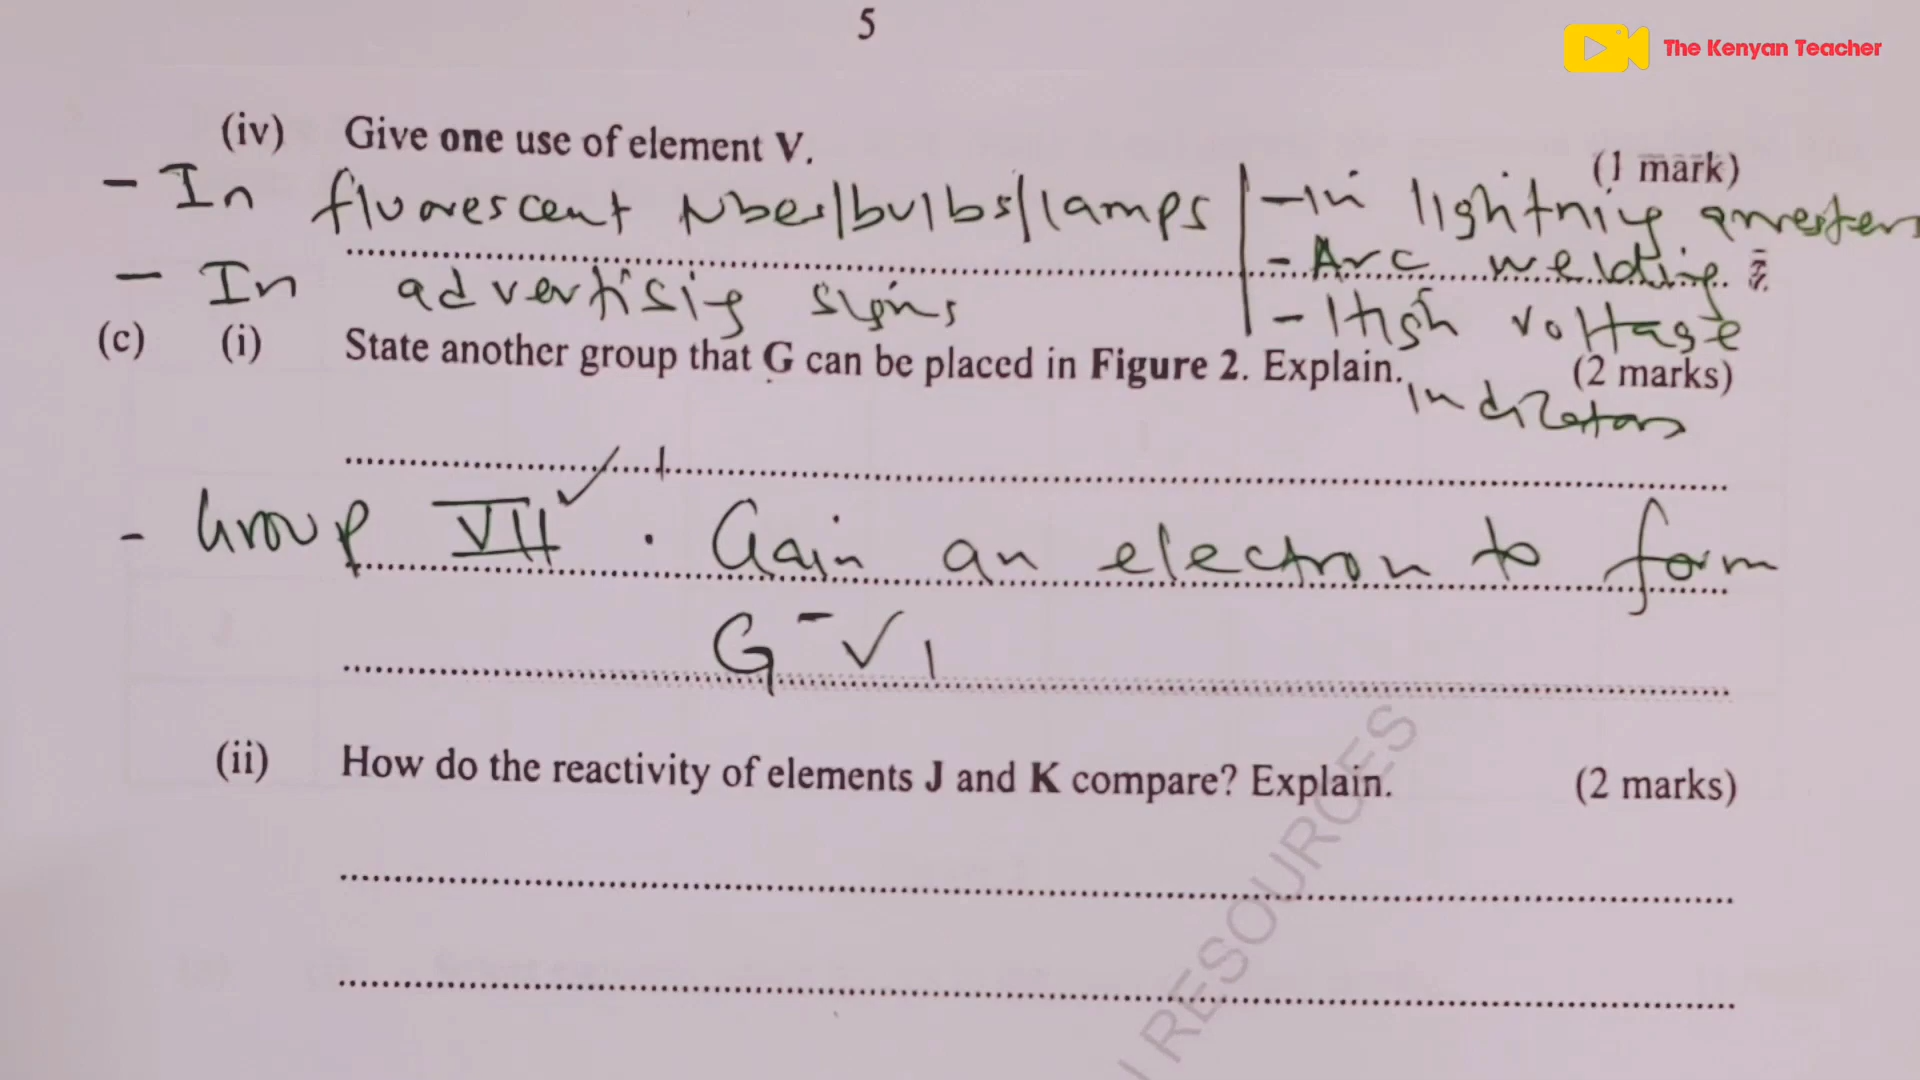 5
The Kenyan Teacher
(iv) Give one use of element V. (1 mark)
- In fluorescent tubes/bulbs/lamps
- In advertisig signs
- In lightning arresters
- Arc welding
- High voltage
indicators
(c) (i) State another group that G can be placed in Figure 2. Explain. (2 marks)
- Group VII ✓ 1 . Gain an electron to form
G⁻ ✓ 1
(ii) How do the reactivity of elements J and K compare? Explain. (2 marks)
RESOURCES